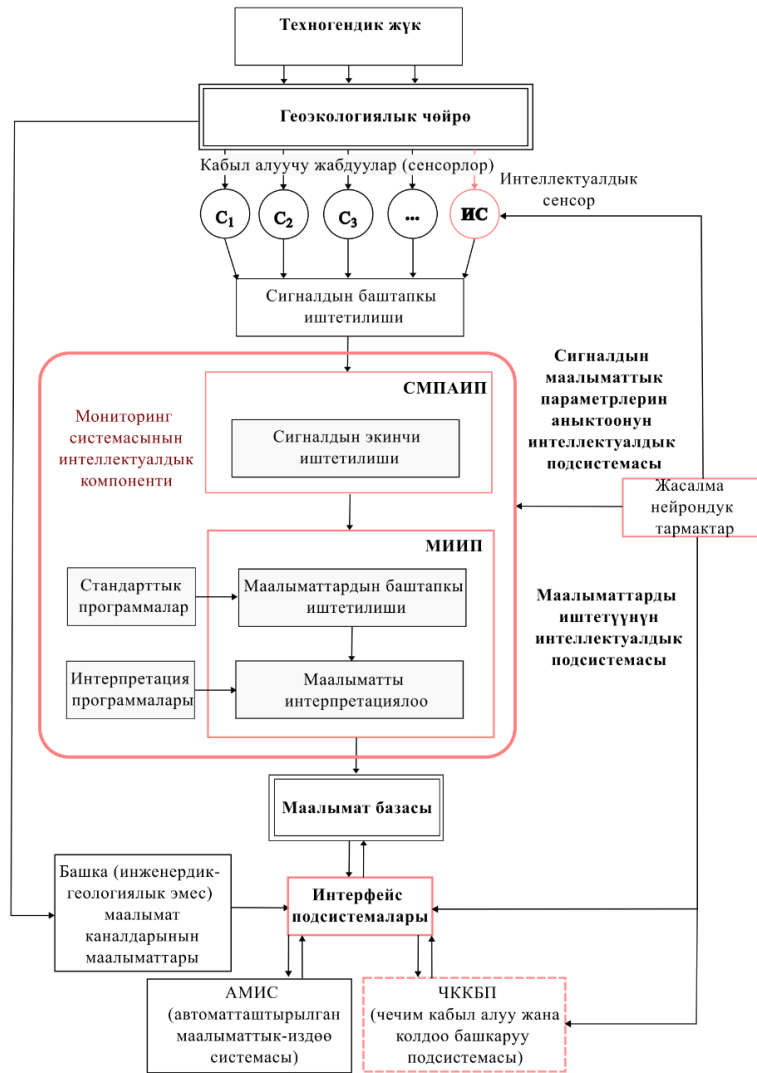 Техногендик жүк
Геоэкологиялык чөйрө
Кабыл алуучу жабдуулар (сенсорлор)
Интеллектуалдык
сенсор
С1
С2
С3
...
ИС
Сигналдын баштапкы
иштетилиши
Сигналдын
маалыматтык
параметрлерин
аныктоонун
интеллектуалдык
подсистемасы
СМПАИП
Мониторинг
системасынын
интеллектуалдык
компоненти
Сигналдын экинчи
иштетилиши
Жасалма
нейрондук
тармактар
МИИП
Стандарттык
программалар
Маалыматтардын баштапкы
иштетилиши
Маалыматтарды
иштетүүнүн
интеллектуалдык
подсистемасы
Интерпретация
программалары
Маалыматты
интерпретациялоо
Маалымат базасы
Башка (инженердик-
геологиялык эмес)
маалымат
каналдарынын
маалыматтары
Интерфейс
подсистемалары
АМИС
(автоматташтырылган
маалыматтык-издөө
системасы)
ЧККБП
(чечим кабыл алуу жана
колдоо башкаруу
подсистемасы)